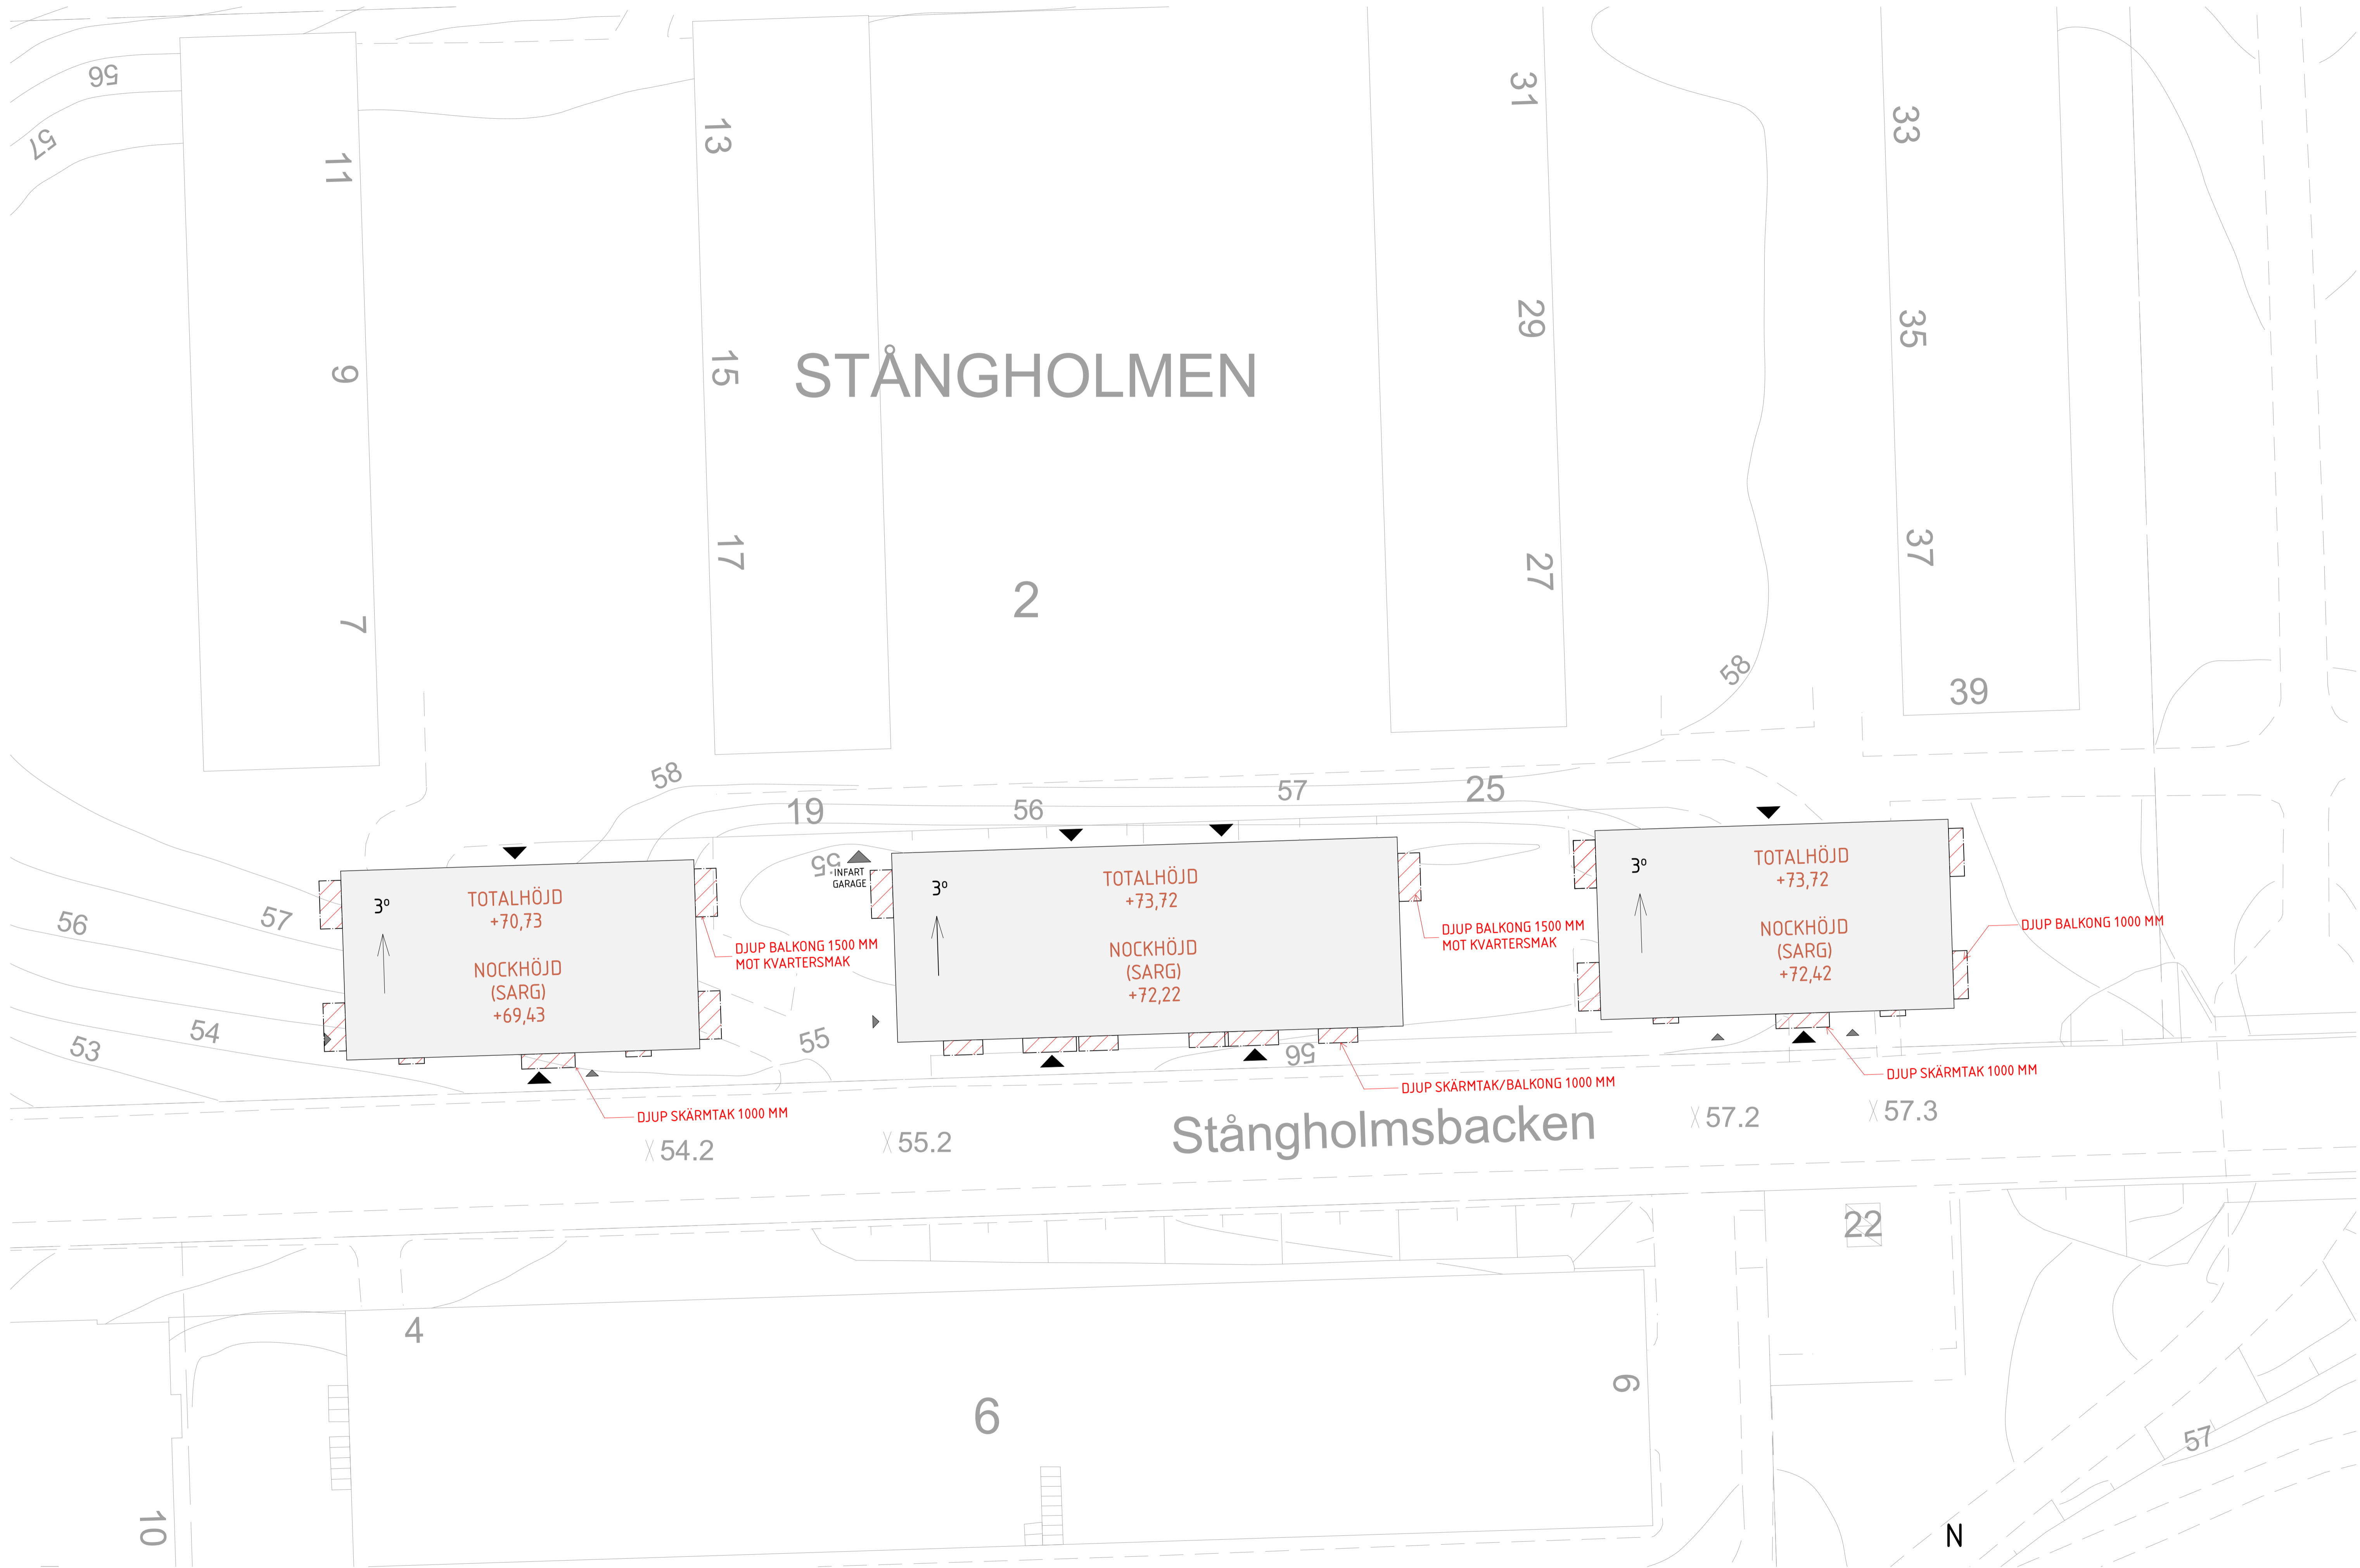 56
57
11
9
7
13
15
17
31
29
27
33
35
37
39
STÅNGHOLMEN
2
58
58
19
56
57
25
55
INFART
GARAGE
56
57
54
53
3º
TOTALHÖJD
+70,73
NOCKHÖJD
(SARG)
+69,43
DJUP BALKONG 1500 MM
MOT KVARTERSMAK
55
3º
TOTALHÖJD
+73,72
NOCKHÖJD
(SARG)
+72,22
DJUP BALKONG 1500 MM
MOT KVARTERSMAK
56
3º
TOTALHÖJD
+73,72
NOCKHÖJD
(SARG)
+72,42
DJUP BALKONG 1000 MM
DJUP SKÄRMTAK 1000 MM
DJUP SKÄRMTAK/BALKONG 1000 MM
DJUP SKÄRMTAK 1000 MM
54.2
55.2
Stångholmsbacken
57.2
57.3
22
4
6
6
10
57
N